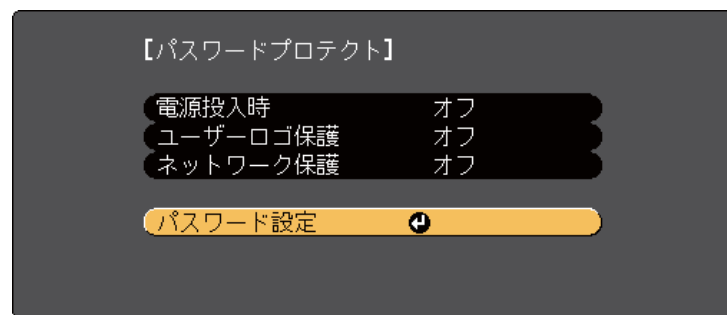 【パスワードプロテクト】
電源投入時 オフ
ユーザーロゴ保護 オフ
ネットワーク保護 オフ
パスワード設定